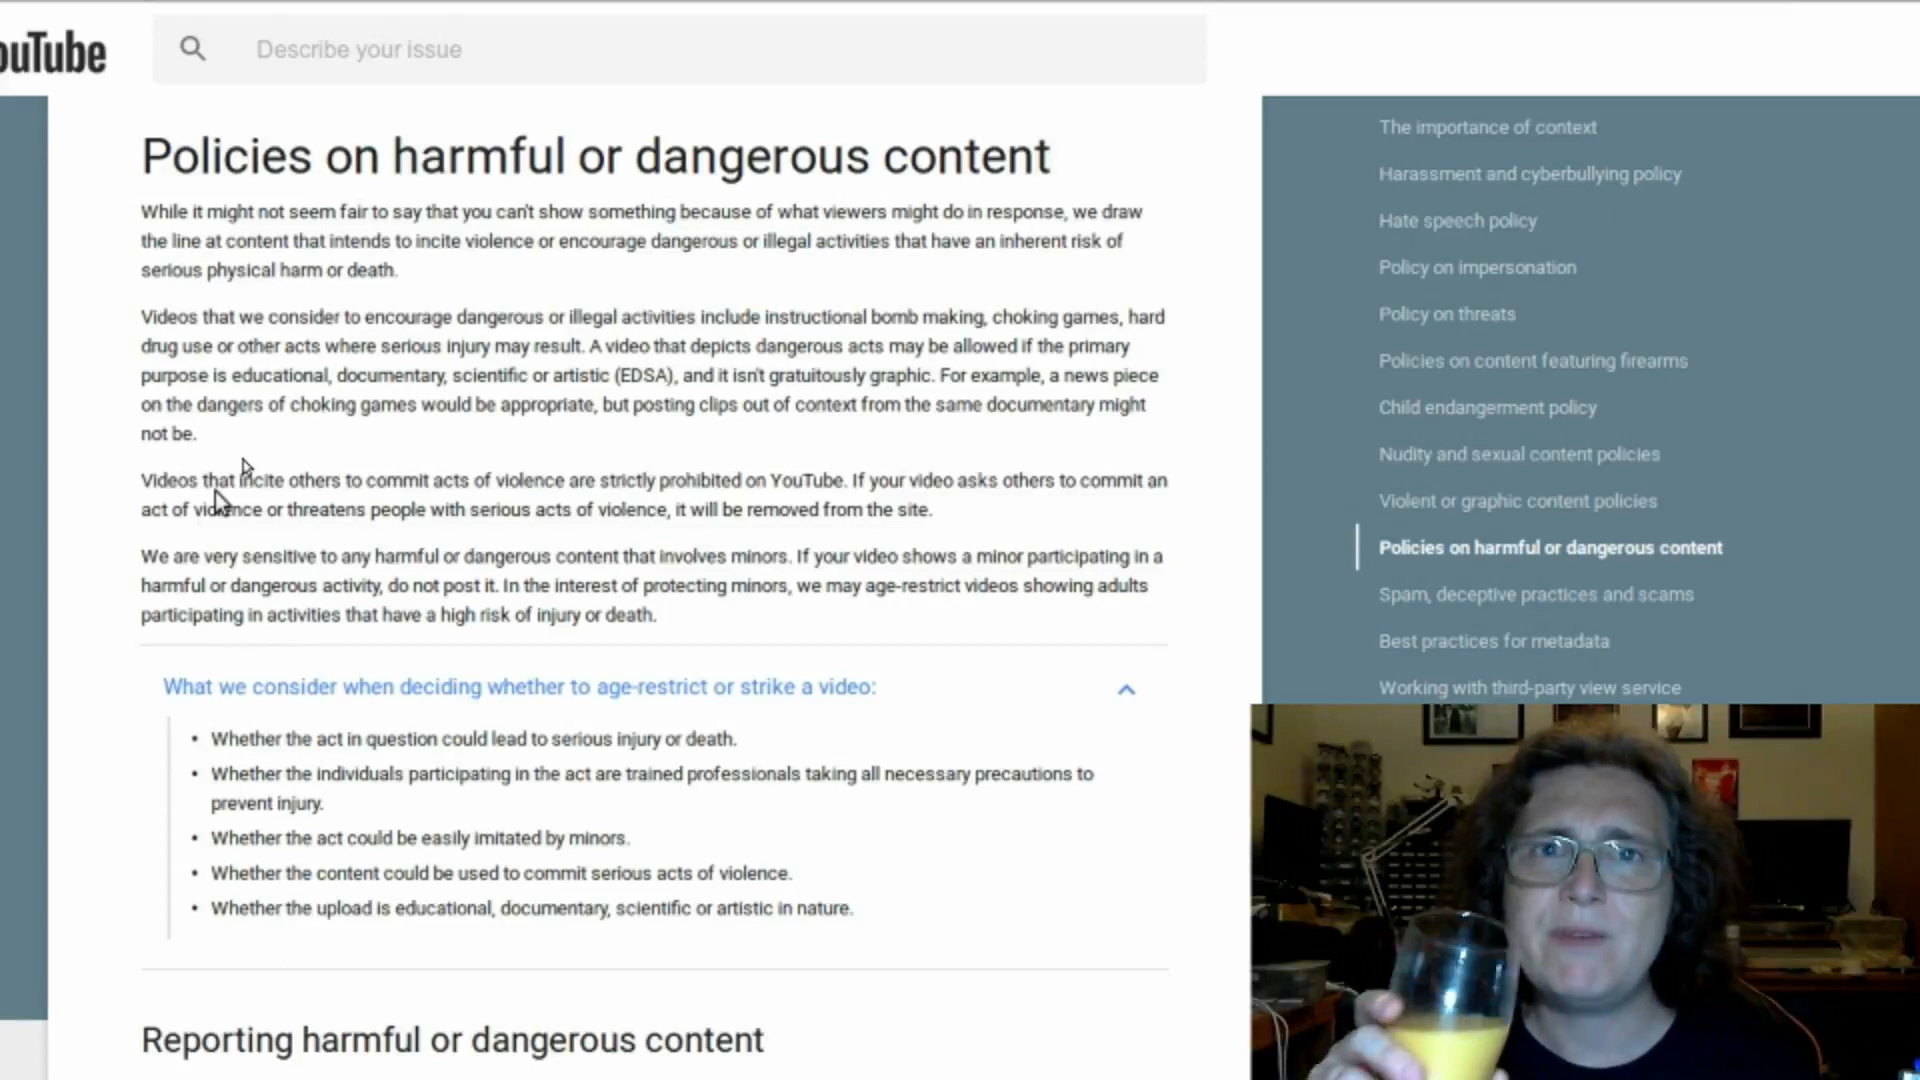 ouTube
Describe your issue
Policies on harmful or dangerous content
While it might not seem fair to say that you can't show something because of what viewers might do in response, we draw
the line at content that intends to incite violence or encourage dangerous or illegal activities that have an inherent risk of
serious physical harm or death.
Videos that we consider to encourage dangerous or illegal activities include instructional bomb making, choking games, hard
drug use or other acts where serious injury may result. A video that depicts dangerous acts may be allowed if the primary
purpose is educational, documentary, scientific or artistic (EDSA), and it isn't gratuitously graphic. For example, a news piece
on the dangers of choking games would be appropriate, but posting clips out of context from the same documentary might
not be.
Videos that incite others to commit acts of violence are strictly prohibited on YouTube. If your video asks others to commit an
act of violence or threatens people with serious acts of violence, it will be removed from the site.
We are very sensitive to any harmful or dangerous content that involves minors. If your video shows a minor participating in a
harmful or dangerous activity, do not post it. In the interest of protecting minors, we may age-restrict videos showing adults
participating in activities that have a high risk of injury or death.
What we consider when deciding whether to age-restrict or strike a video:
• Whether the act in question could lead to serious injury or death.
• Whether the individuals participating in the act are trained professionals taking all necessary precautions to
prevent injury.
• Whether the act could be easily imitated by minors.
• Whether the content could be used to commit serious acts of violence.
• Whether the upload is educational, documentary, scientific or artistic in nature.
Reporting harmful or dangerous content
The importance of context
Harassment and cyberbullying policy
Hate speech policy
Policy on impersonation
Policy on threats
Policies on content featuring firearms
Child endangerment policy
Nudity and sexual content policies
Violent or graphic content policies
Policies on harmful or dangerous content
Spam, deceptive practices and scams
Best practices for metadata
Working with third-party view service